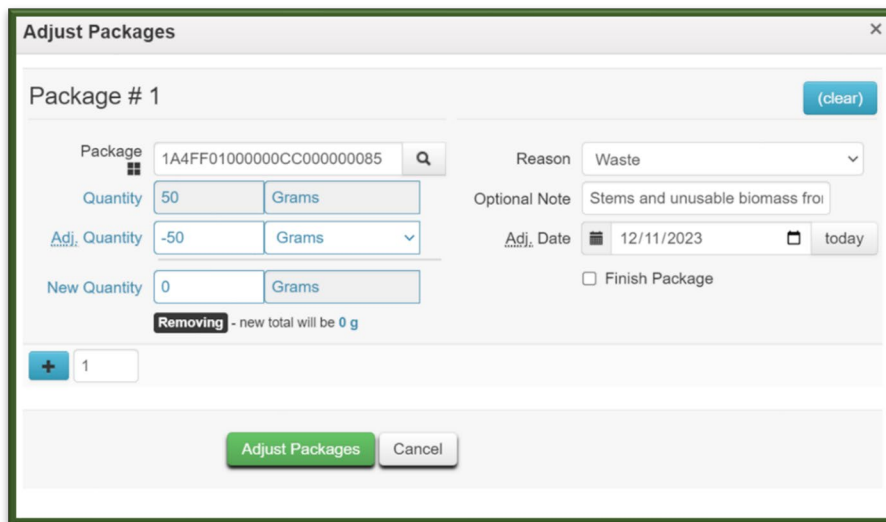 Adjust Packages ×
Package # 1
(clear)
Package 1A4FF01000000CC000000085
Quantity 50 Grams
Adj. Quantity -50 Grams
New Quantity 0 Grams
Removing - new total will be 0 g
Reason Waste
Optional Note Stems and unusable biomass
Adj. Date 12/11/2023 today
Finish Package
+ 1
Adjust Packages Cancel